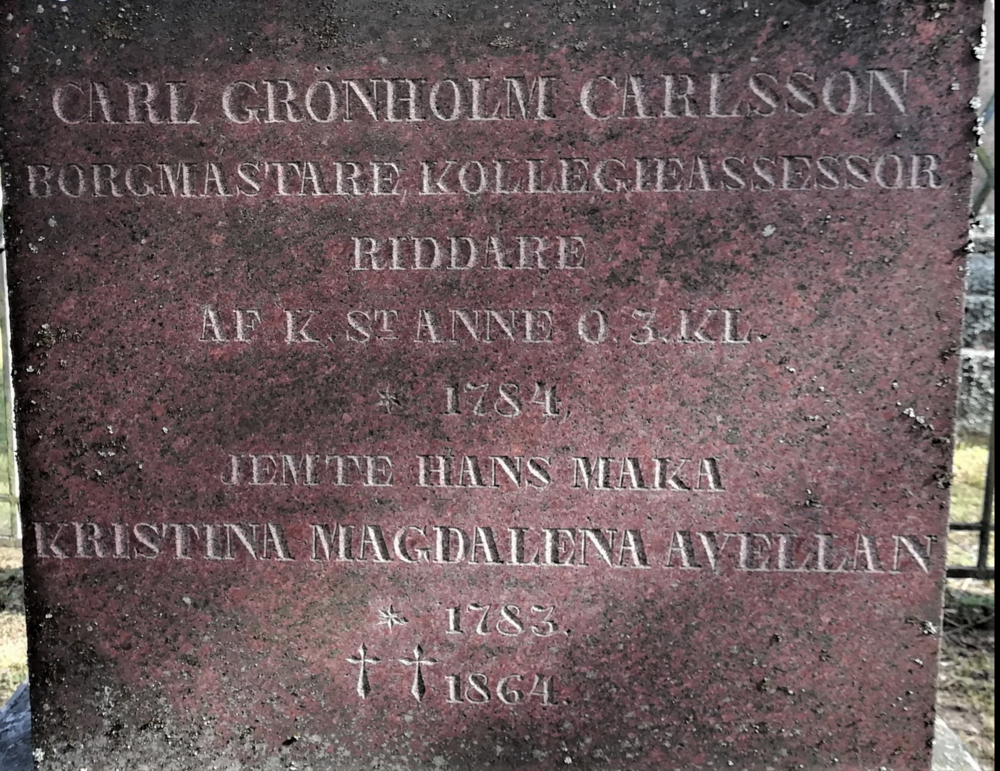 CARL GRÖNHOLM CARLSSON
BORGMASTARE, KOLLEGIEASSESSOR
RIDDARE
AF K. ST ANNE O. 3. KL.
* 1784,
JEMTE HANS MAKA
KRISTINA MAGDALENA AVELLAN
* 1783.
†† 1864.